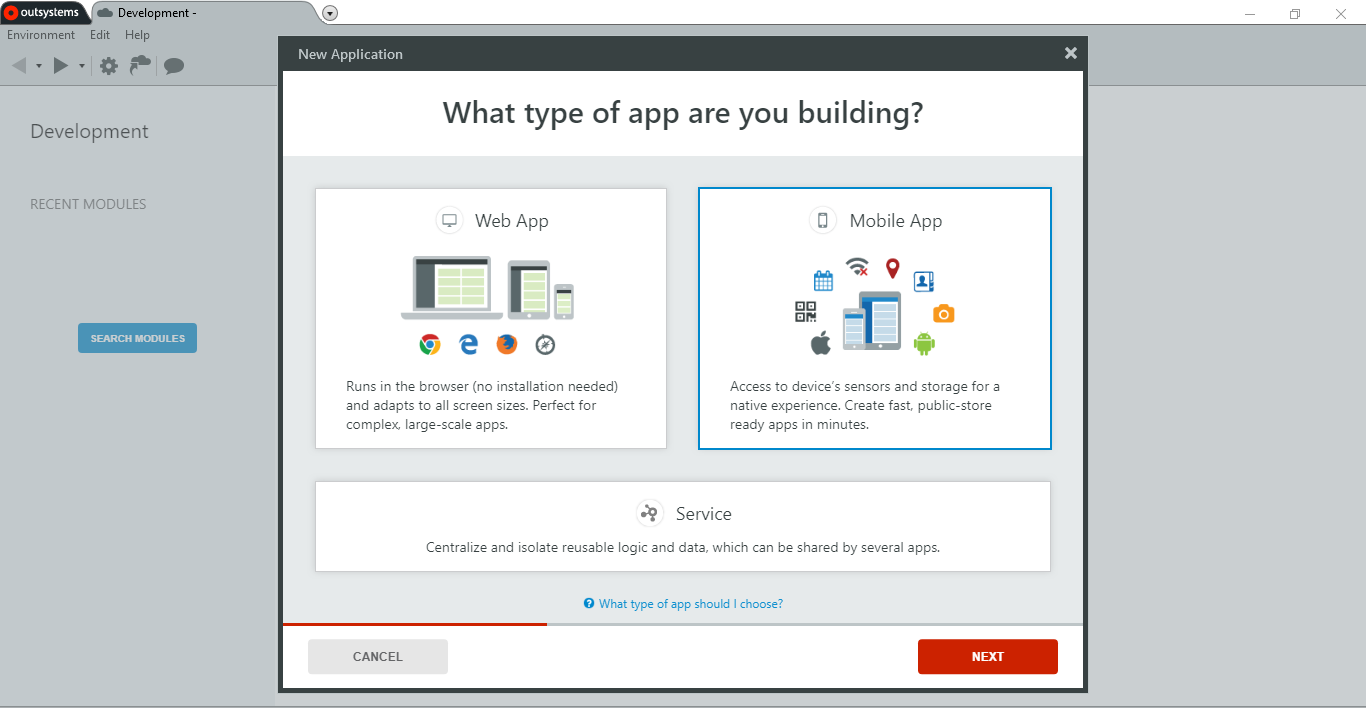 outsystems
Development -
Environment Edit Help
New Application
What type of app are you building?
Development
RECENT MODULES
SEARCH MODULES
Web App
Runs in the browser (no installation needed)
and adapts to all screen sizes. Perfect for
complex, large-scale apps.
Mobile App
Access to device's sensors and storage for a
native experience. Create fast, public-store
ready apps in minutes.
Service
Centralize and isolate reusable logic and data, which can be shared by several apps.
What type of app should I choose?
CANCEL
NEXT